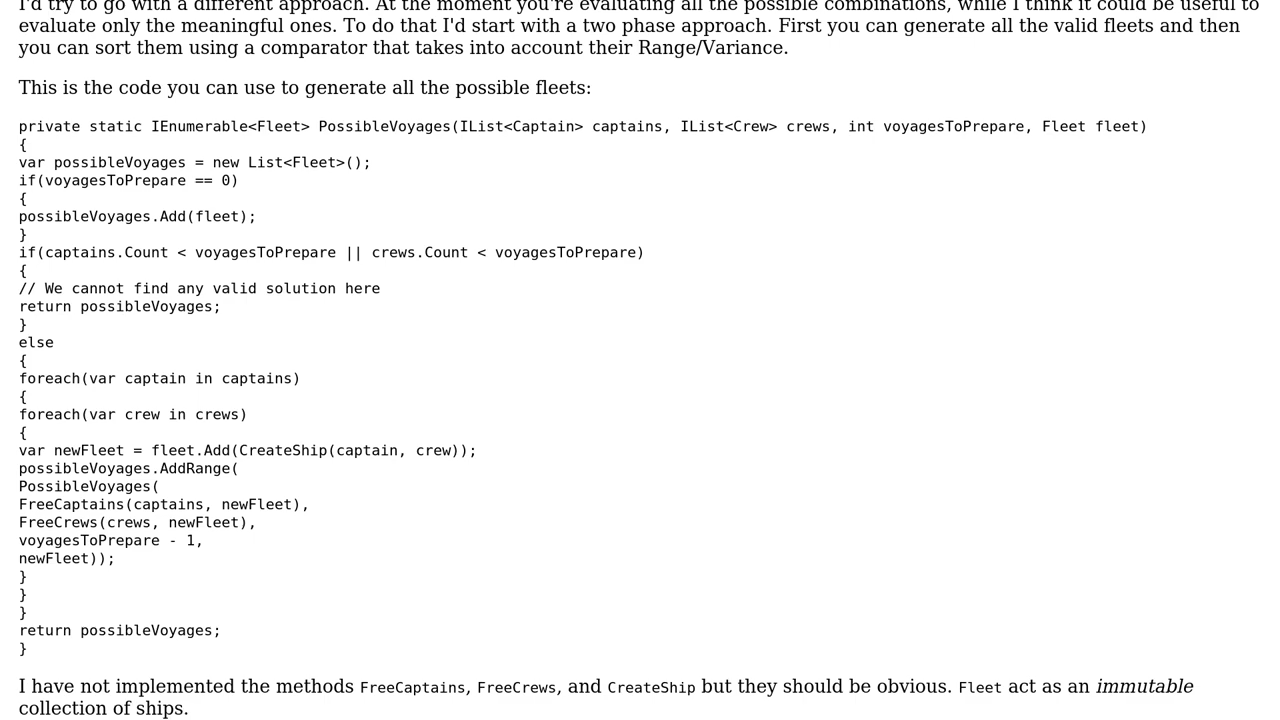 I'd try to go with a different approach. At the moment you're evaluating all the possible combinations, while I think it could be useful to
evaluate only the meaningful ones. To do that I'd start with a two phase approach. First you can generate all the valid fleets and then
you can sort them using a comparator that takes into account their Range/Variance.
This is the code you can use to generate all the possible fleets:
private static IEnumerable<Fleet> PossibleVoyages(IList<Captain> captains, IList<Crew> crews, int voyagesToPrepare, Fleet fleet)
{
var possibleVoyages = new List<Fleet>();
if(voyagesToPrepare == 0)
{
possibleVoyages.Add(fleet);
}
if(captains.Count < voyagesToPrepare || crews.Count < voyagesToPrepare)
{
// We cannot find any valid solution here
return possibleVoyages;
}
else
{
foreach(var captain in captains)
{
foreach(var crew in crews)
{
var newFleet = fleet.Add(CreateShip(captain, crew));
possibleVoyages.AddRange(
PossibleVoyages(
FreeCaptains(captains, newFleet),
FreeCrews(crews, newFleet),
voyagesToPrepare - 1,
newFleet));
}
}
}
return possibleVoyages;
}
I have not implemented the methods FreeCaptains, FreeCrews, and CreateShip but they should be obvious. Fleet act as an immutable
collection of ships.